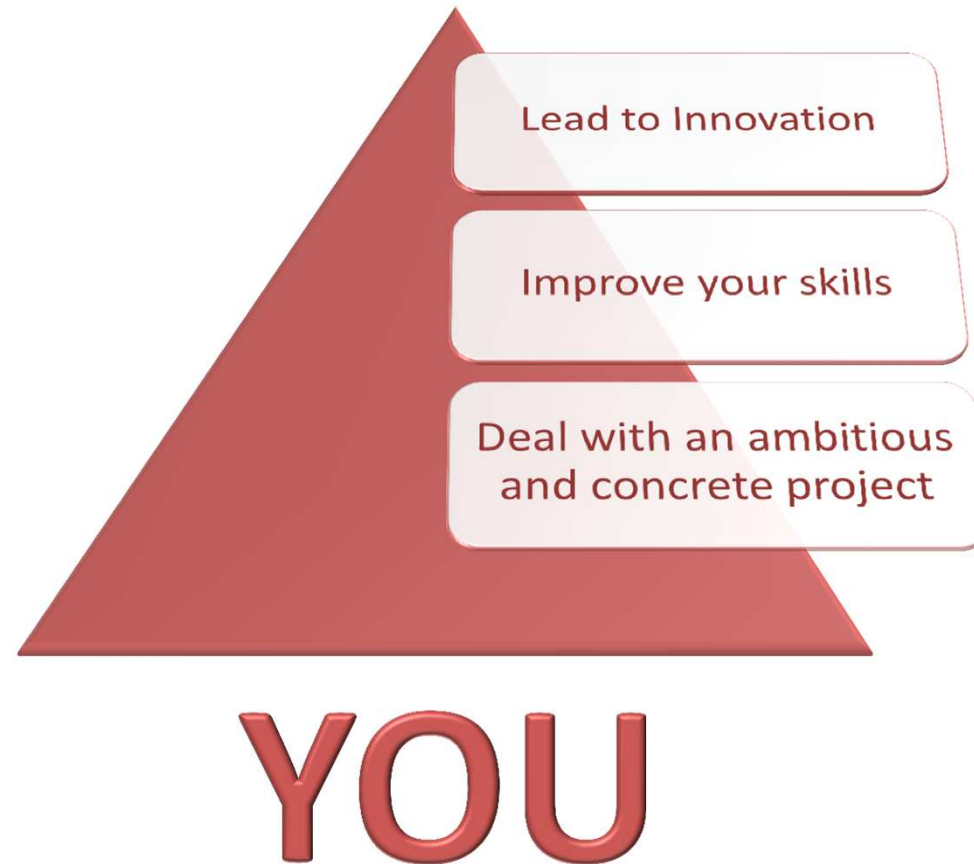 Lead to Innovation
Improve your skills
Deal with an ambitious
and concrete project
YOU